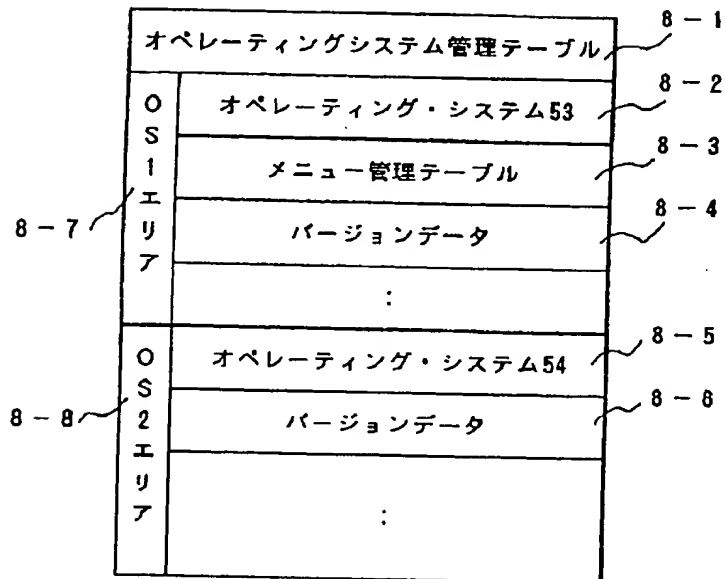 オペレーティングシステム管理テーブル
8-1
オペレーティング・システム53
8-2
メニュー管理テーブル
8-3
バージョンデータ
8-4
:
OS1エリア
8-7
オペレーティング・システム54
8-5
バージョンデータ
8-6
:
OS2エリア
8-8